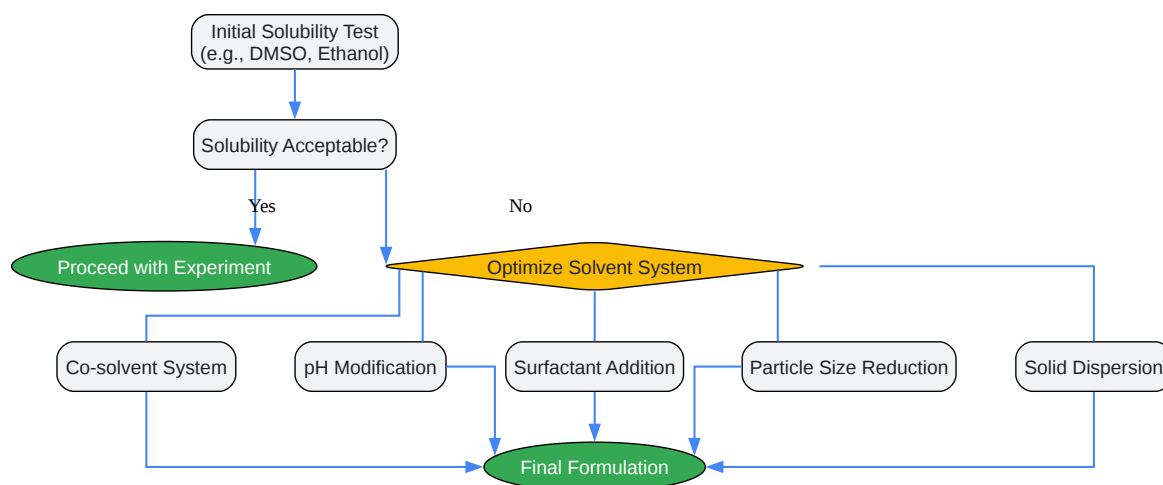 Initial Solubility Test
(e.g., DMSO, Ethanol)
Solubility Acceptable?
Yes
No
Proceed with Experiment
Optimize Solvent System
Co-solvent System
pH Modification
Surfactant Addition
Particle Size Reduction
Solid Dispersion
Final Formulation